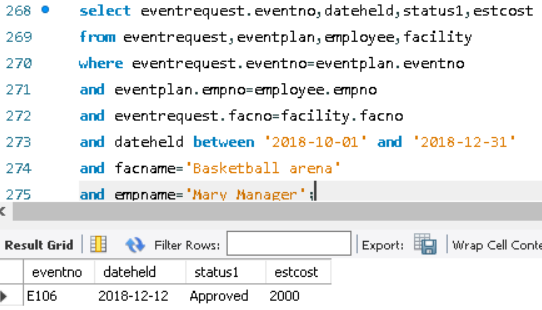 268 select eventrequest.eventno,dateheld,status1,estcost
269 from eventrequest,eventplan,employee,facility
270 where eventrequest.eventno=eventplan.eventno
271 and eventplan.empno=employee.empno
272 and eventrequest.facno=facility.facno
273 and dateheld between '2018-10-01' and '2018-12-31'
274 and facname='Basketball arena'
275 and empname='Mary Manager';
Result Grid Filter Rows: Export: Wrap Cell Conte
eventno dateheld status1 estcost
E106 2018-12-12 Approved 2000